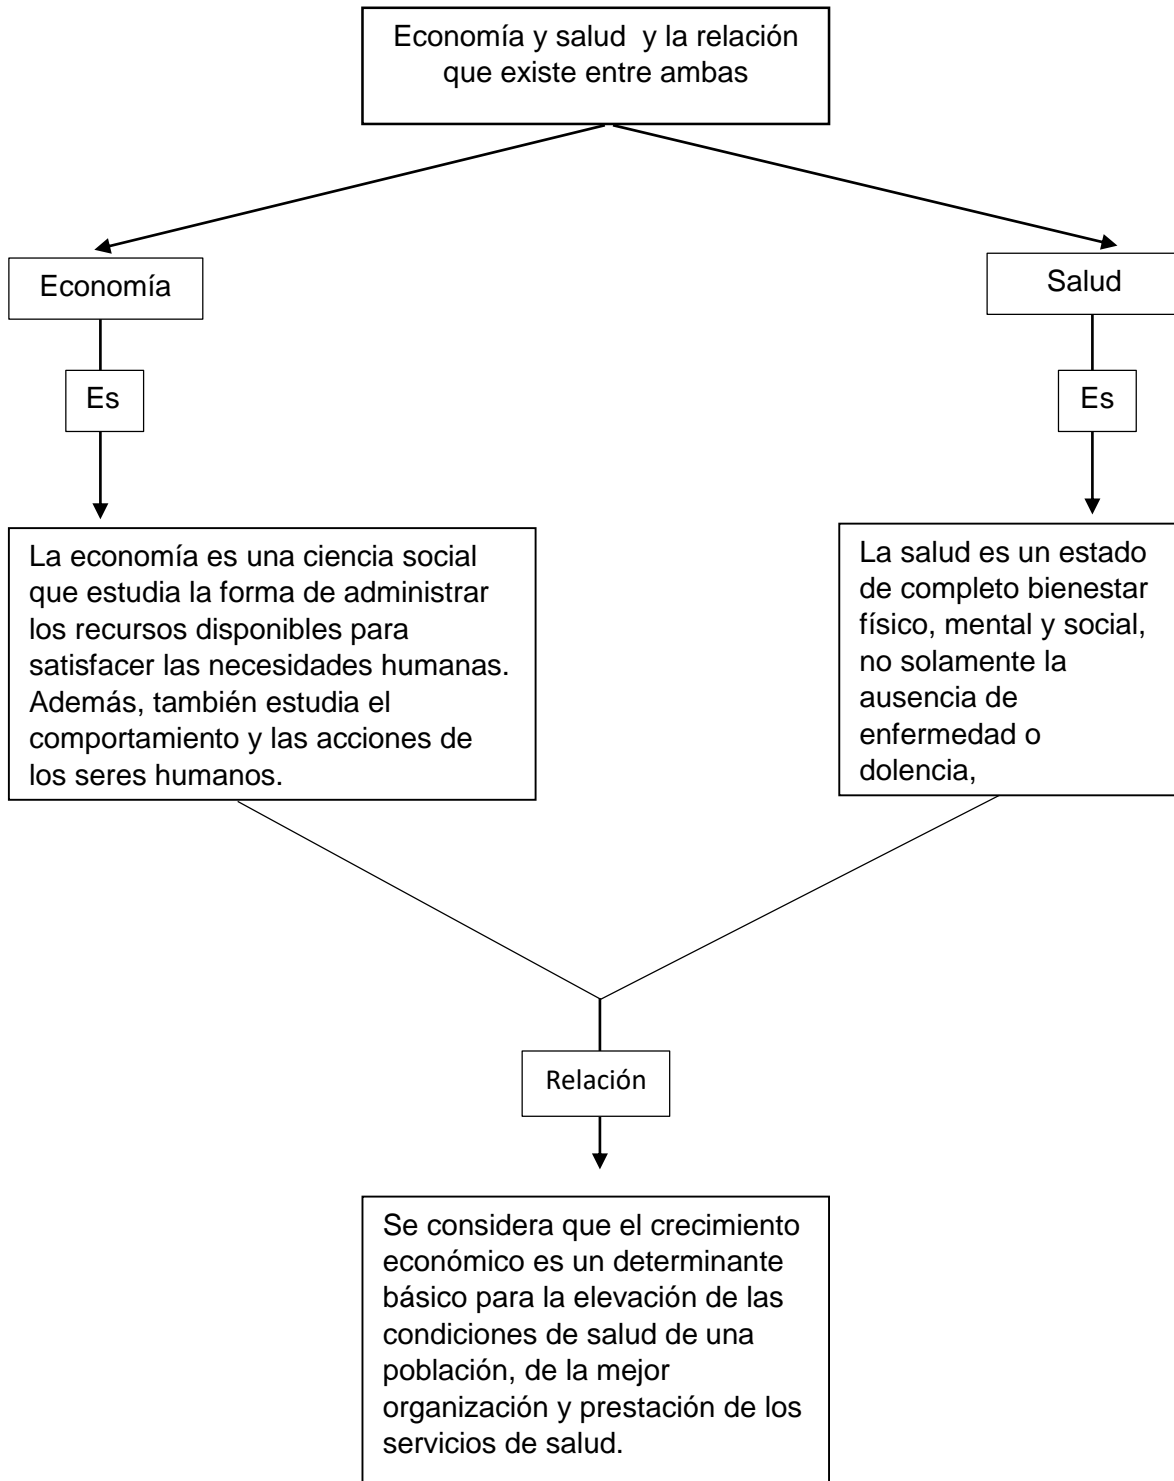 Economía y salud  y la relación
que existe entre ambas
Economía
Salud
Es
Es
La economía es una ciencia social
que estudia la forma de administrar
los recursos disponibles para
satisfacer las necesidades humanas.
Además, también estudia el
comportamiento y las acciones de
los seres humanos.
La salud es un estado
de completo bienestar
físico, mental y social,
no solamente la
ausencia de
enfermedad o
dolencia,
Relación
Se considera que el crecimiento
económico es un determinante
básico para la elevación de las
condiciones de salud de una
población, de la mejor
organización y prestación de los
servicios de salud.